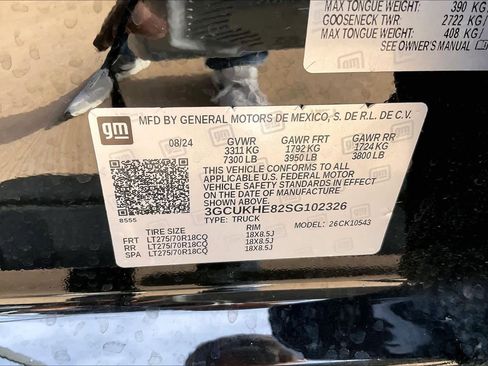 MAX TONGUE WEIGHT: 390 KG
GOOSENECK TWR: 2722 KG/
MAX TONGUE WEIGHT: 408 KG/
SEE OWNER'S MANUAL
gm
MFD BY GENERAL MOTORS DE MEXICO, S. DE R.L. DE C.V.
08/24 GVWR GAWR FRT GAWR RR
3311 KG 1792 KG 1724 KG
7300 LB 3950 LB 3800 LB
THIS VEHICLE CONFORMS TO ALL
APPLICABLE U.S. FEDERAL MOTOR
VEHICLE SAFETY STANDARDS IN EFFECT
ON THE DATE OF MANUFACTURE
SHOWN ABOVE.
3GCUKHE82SG102326
8555
TYPE: TRUCK
TIRE SIZE RIM MODEL: 26CK10543
FRT LT275/70R18CQ 18X8.5J
RR LT275/70R18CQ 18X8.5J
SPA LT275/70R18CQ 18X8.5J